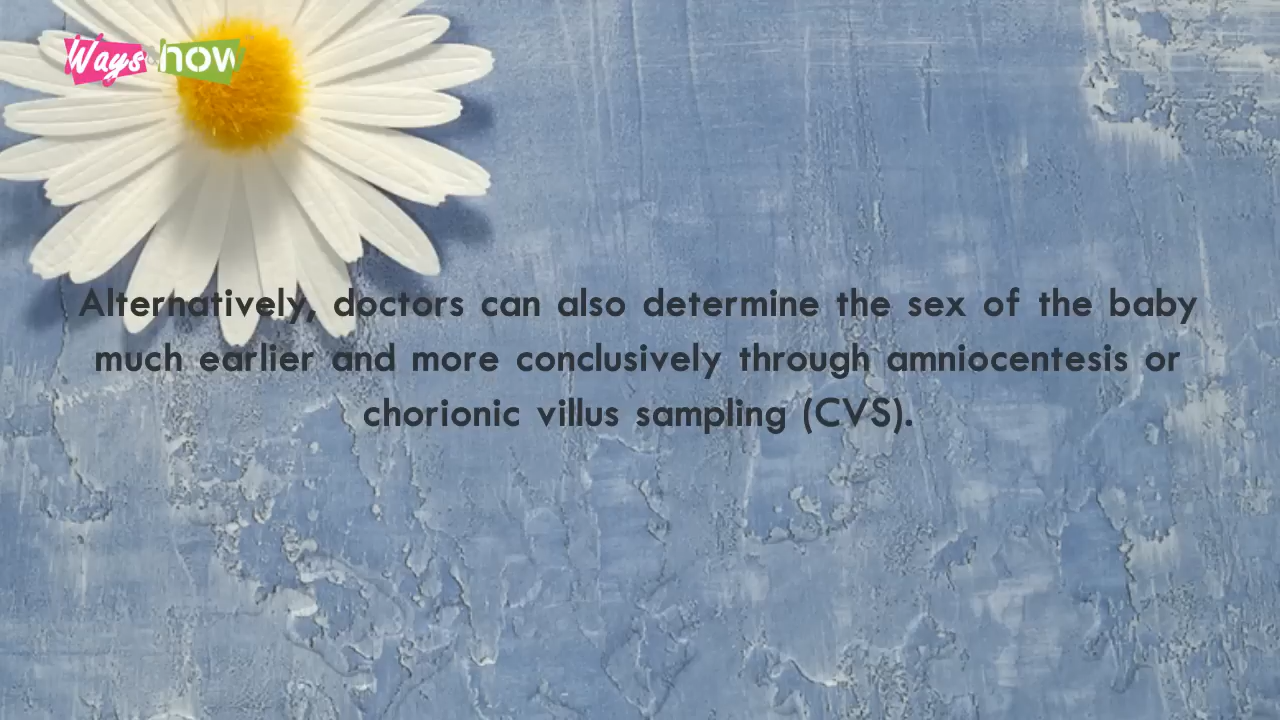 Ways how
Alternatively, doctors can also determine the sex of the baby
much earlier and more conclusively through amniocentesis or
chorionic villus sampling (CVS).